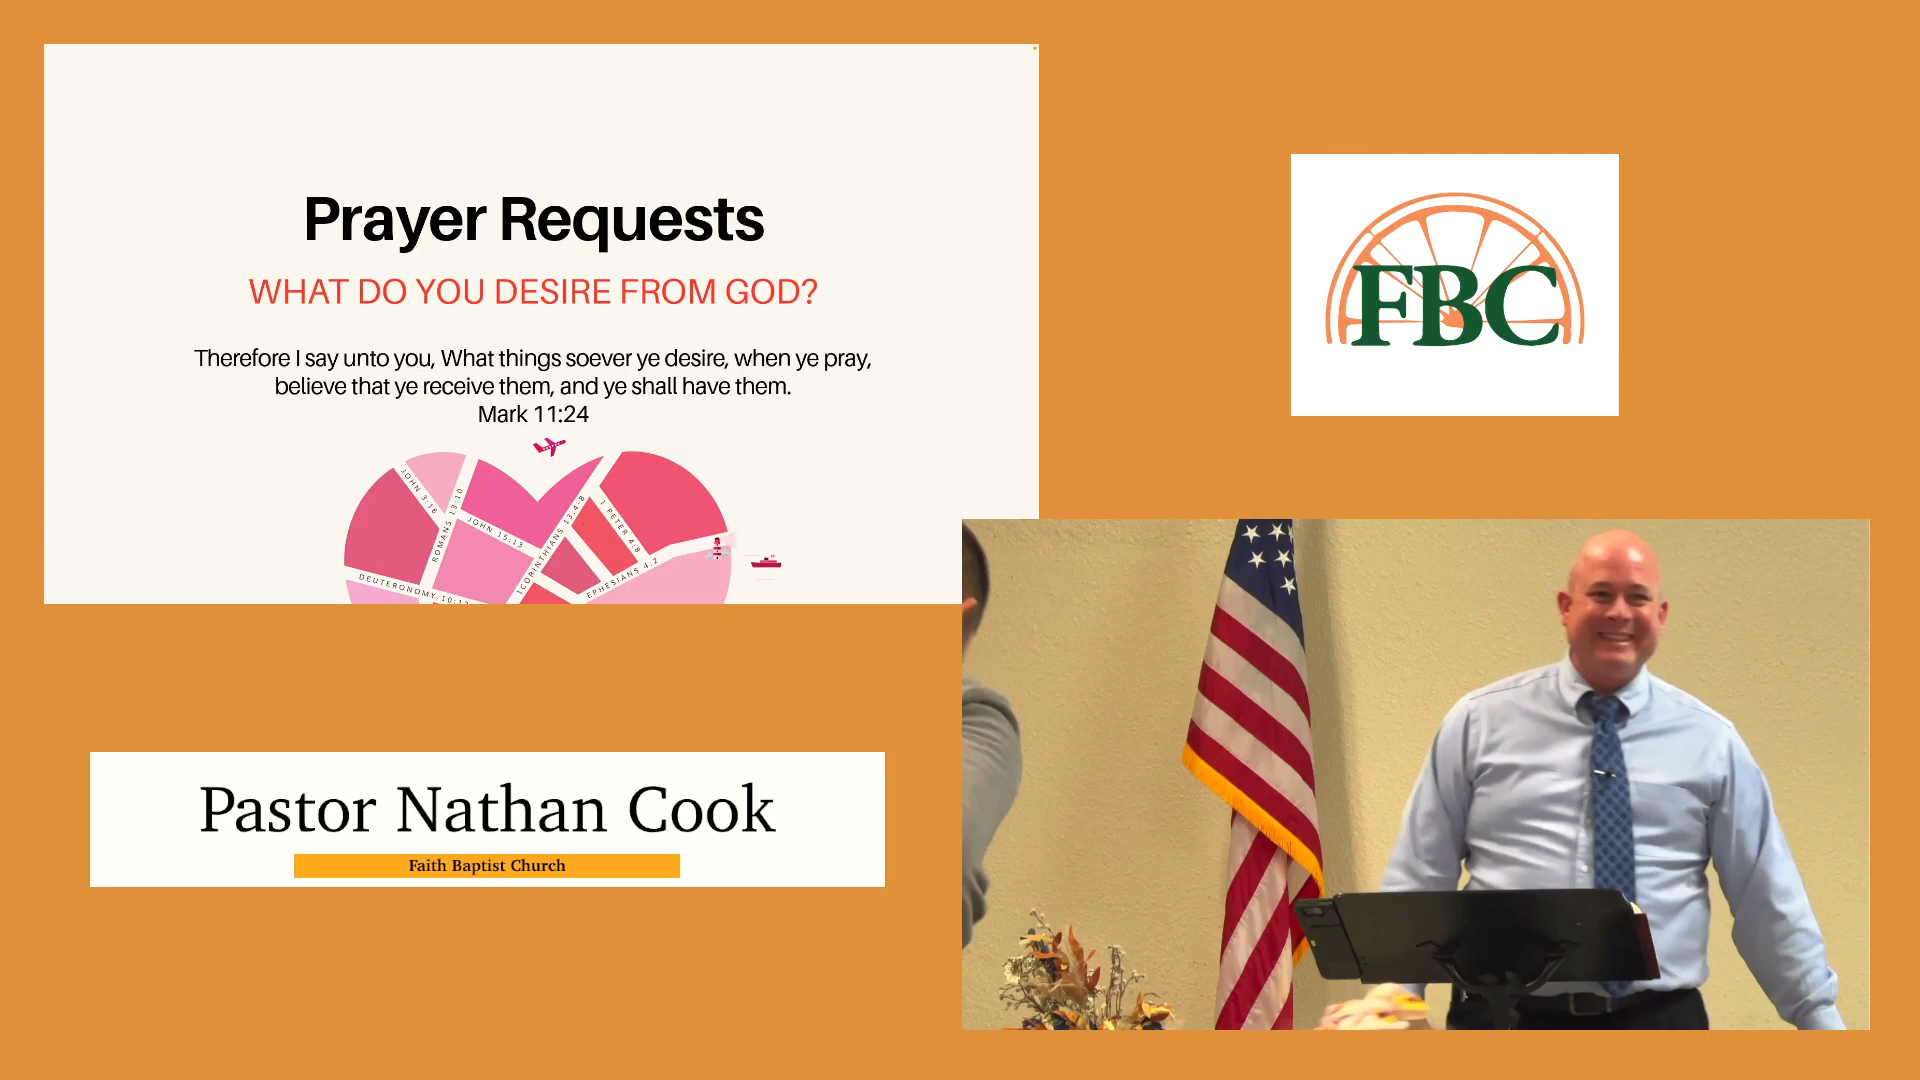 Prayer Requests
WHAT DO YOU DESIRE FROM GOD?
Therefore I say unto you, What things soever ye desire, when ye pray,
believe that ye receive them, and ye shall have them.
Mark 11:24
JOHN 3:16
ROMANS 13:10
JOHN 15:13
1CORINTHIANS 13:4-8
1 PETER 4:8
EPHESIANS 4:2
DEUTERONOMY
FBC
Pastor Nathan Cook
Faith Baptist Church